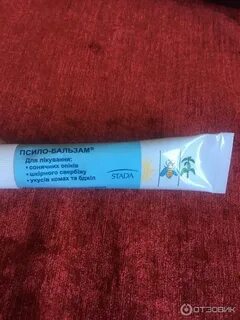 ПСИЛО-БАЛЬЗАМ®
Для лікування:
• сонячних опіків
• шкірного свербіжу
• укусів комах та бджіл
STADA
ОТЗОВИК